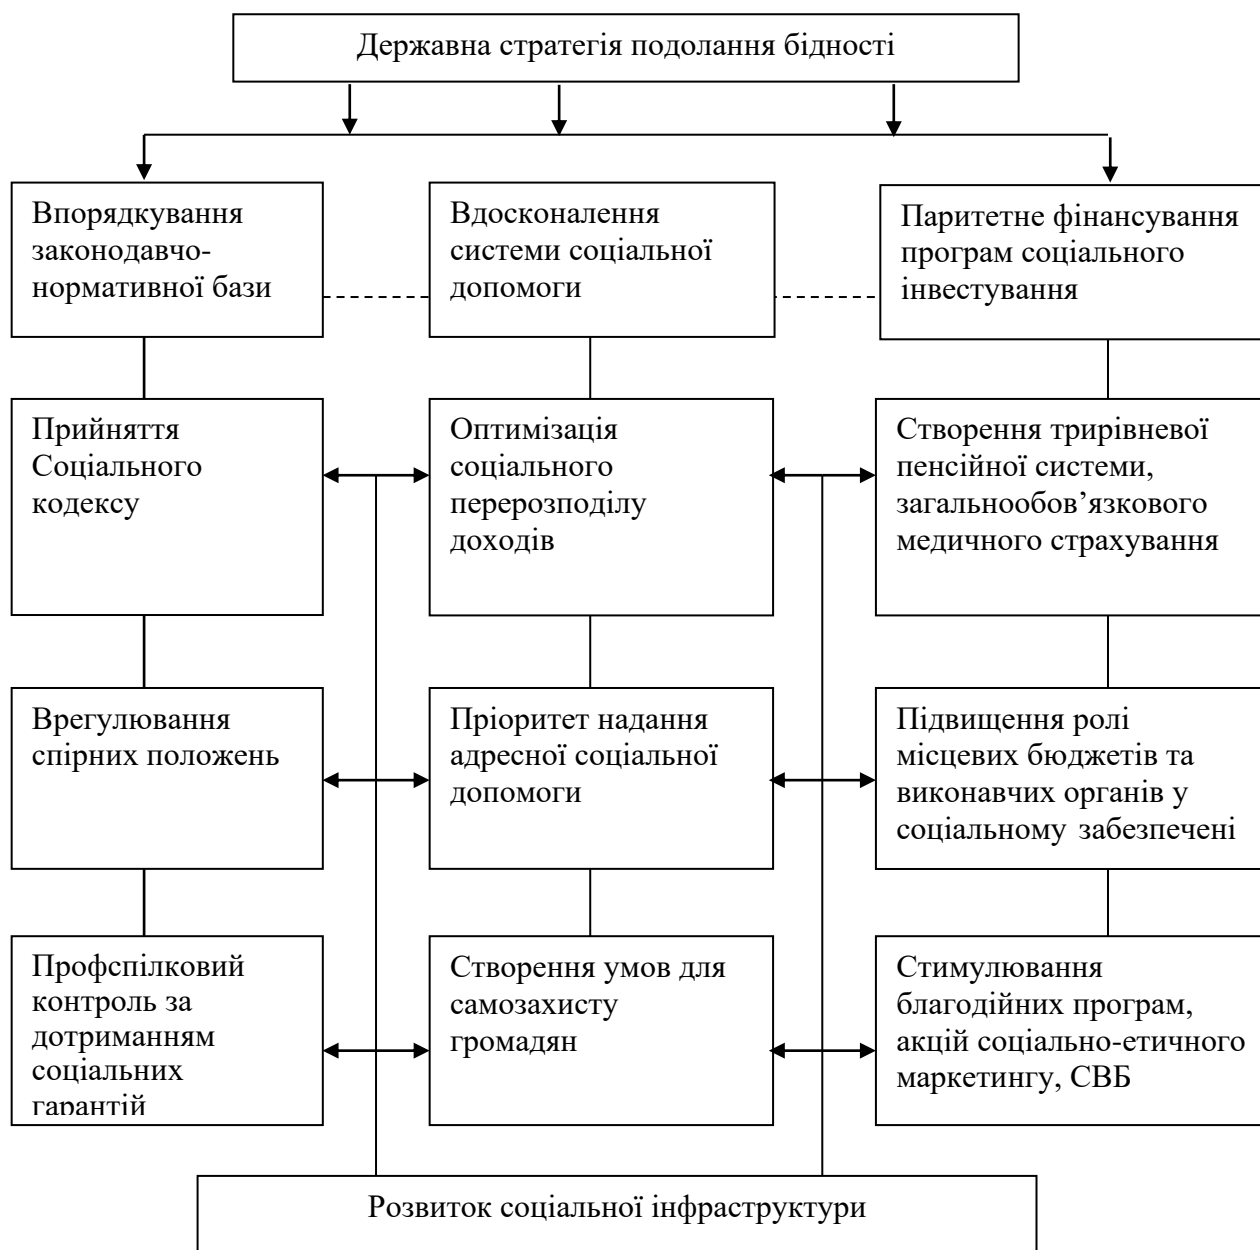 Державна стратегія подолання бідності
Впорядкування
законодавчо-
нормативної бази
Вдосконалення
системи соціальної
допомоги
Паритетне фінансування
програм соціального
інвестування
Прийняття
Соціального
кодексу
Оптимізація
соціального
перерозподілу
доходів
Створення трирівневої
пенсійної системи,
загальнообов’язкового
медичного страхування
Врегулювання
спірних положень
Пріоритет надання
адресної соціальної
допомоги
Підвищення ролі
місцевих бюджетів та
виконавчих органів у
соціальному забезпечені
Профспілковий
контроль за
дотриманням
соціальних
гарантій
Створення умов для
самозахисту
громадян
Стимулювання
благодійних програм,
акцій соціально-етичного
маркетингу, СВБ
Розвиток соціальної інфраструктури